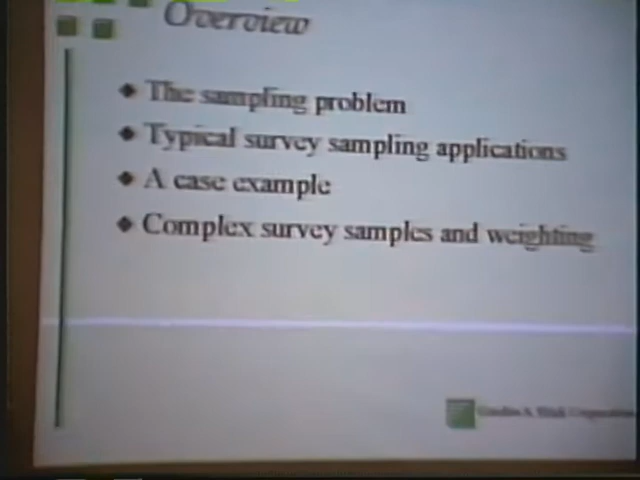 Overview
The sampling problem
Typical survey sampling applications
A case example
Complex survey samples and weighting